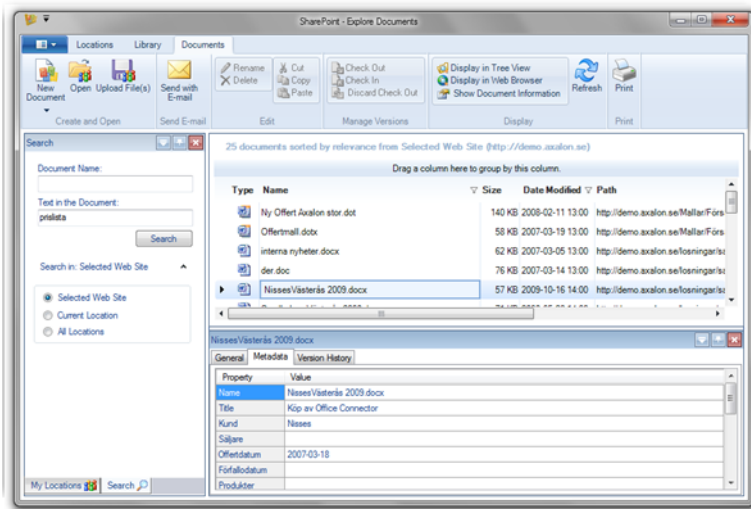 SharePoint - Explore Documents
Locations Library Documents
New Document
Open
Upload File(s)
Send with E-mail
Rename
Delete
Cut
Copy
Paste
Check Out
Check In
Discard Check Out
Display in Tree View
Display in Web Browser
Show Document Information
Refresh
Print
Create and Open Send E-mail Edit Manage Versions Display Print
Search
Document Name:
Text in the Document:
prislista
Search
Search in: Selected Web Site
Selected Web Site
Current Location
All Locations
My Locations Search
25 documents sorted by relevance from Selected Web Site (http://demo.axalon.se)
Drag a column here to group by this column.
Type Name Size Date Modified Path
Ny Offert Axalon stor.dot 140 KB 2008-02-11 13:00 http://demo.axalon.se/Mallar/Förs
Offertmall.dotx 58 KB 2007-03-19 13:00 http://demo.axalon.se/Mallar/Förs
interna nyheter.docx 62 KB 2007-03-05 13:00 http://demo.axalon.se/losningar/sa
der.doc 76 KB 2007-03-14 13:00 http://demo.axalon.se/losningar/sa
NissesVästerås 2009.docx 57 KB 2009-10-16 14:00 http://demo.axalon.se/losningar/sa
NissesVästerås 2009.docx
General Metadata Version History
Property Value
Name NissesVästerås 2009.docx
Title Köp av Office Connector
Kund Nisses
Säljare
Offertdatum 2007-03-18
Förfallodatum
Produkter